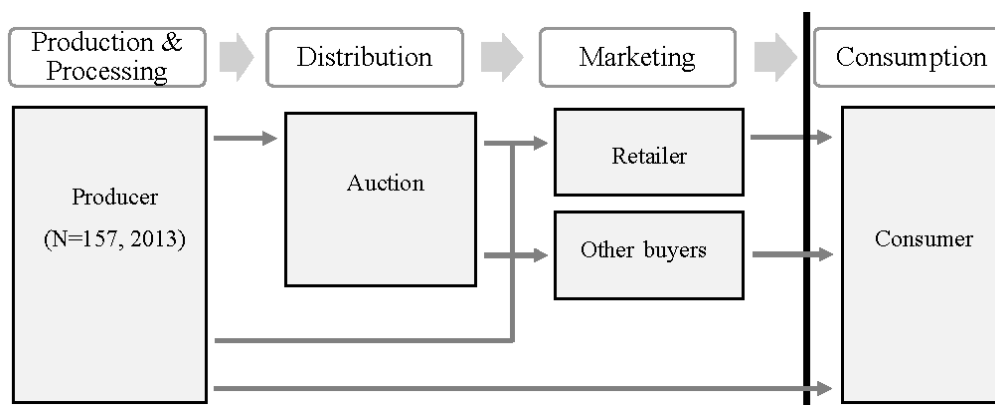 Production &
Processing
Distribution
Marketing
Consumption
Producer
(N=157, 2013)
Auction
Retailer
Other buyers
Consumer